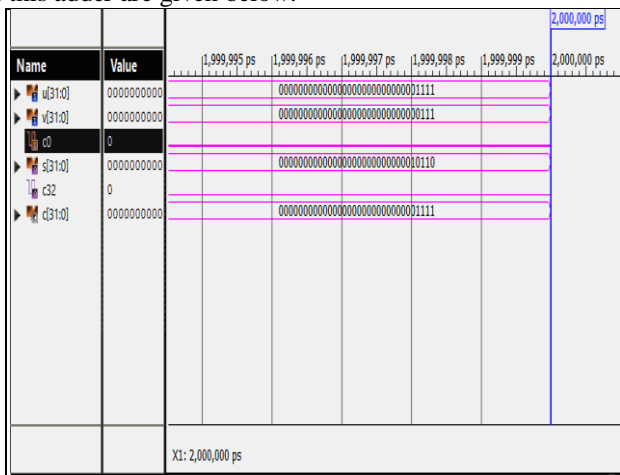 this adder are given below.
2,000,000 ps
Name Value 1,999,995 ps 1,999,996 ps 1,999,997 ps 1,999,998 ps 1,999,999 ps 2,000,000 ps
u[31:0] 0000000000 00000000000000000000000000001111
v[31:0] 0000000000 00000000000000000000000000000111
c0 0
s[31:0] 0000000000 00000000000000000000000000010110
c32 0
c[31:0] 0000000000 00000000000000000000000000001111
X1: 2,000,000 ps